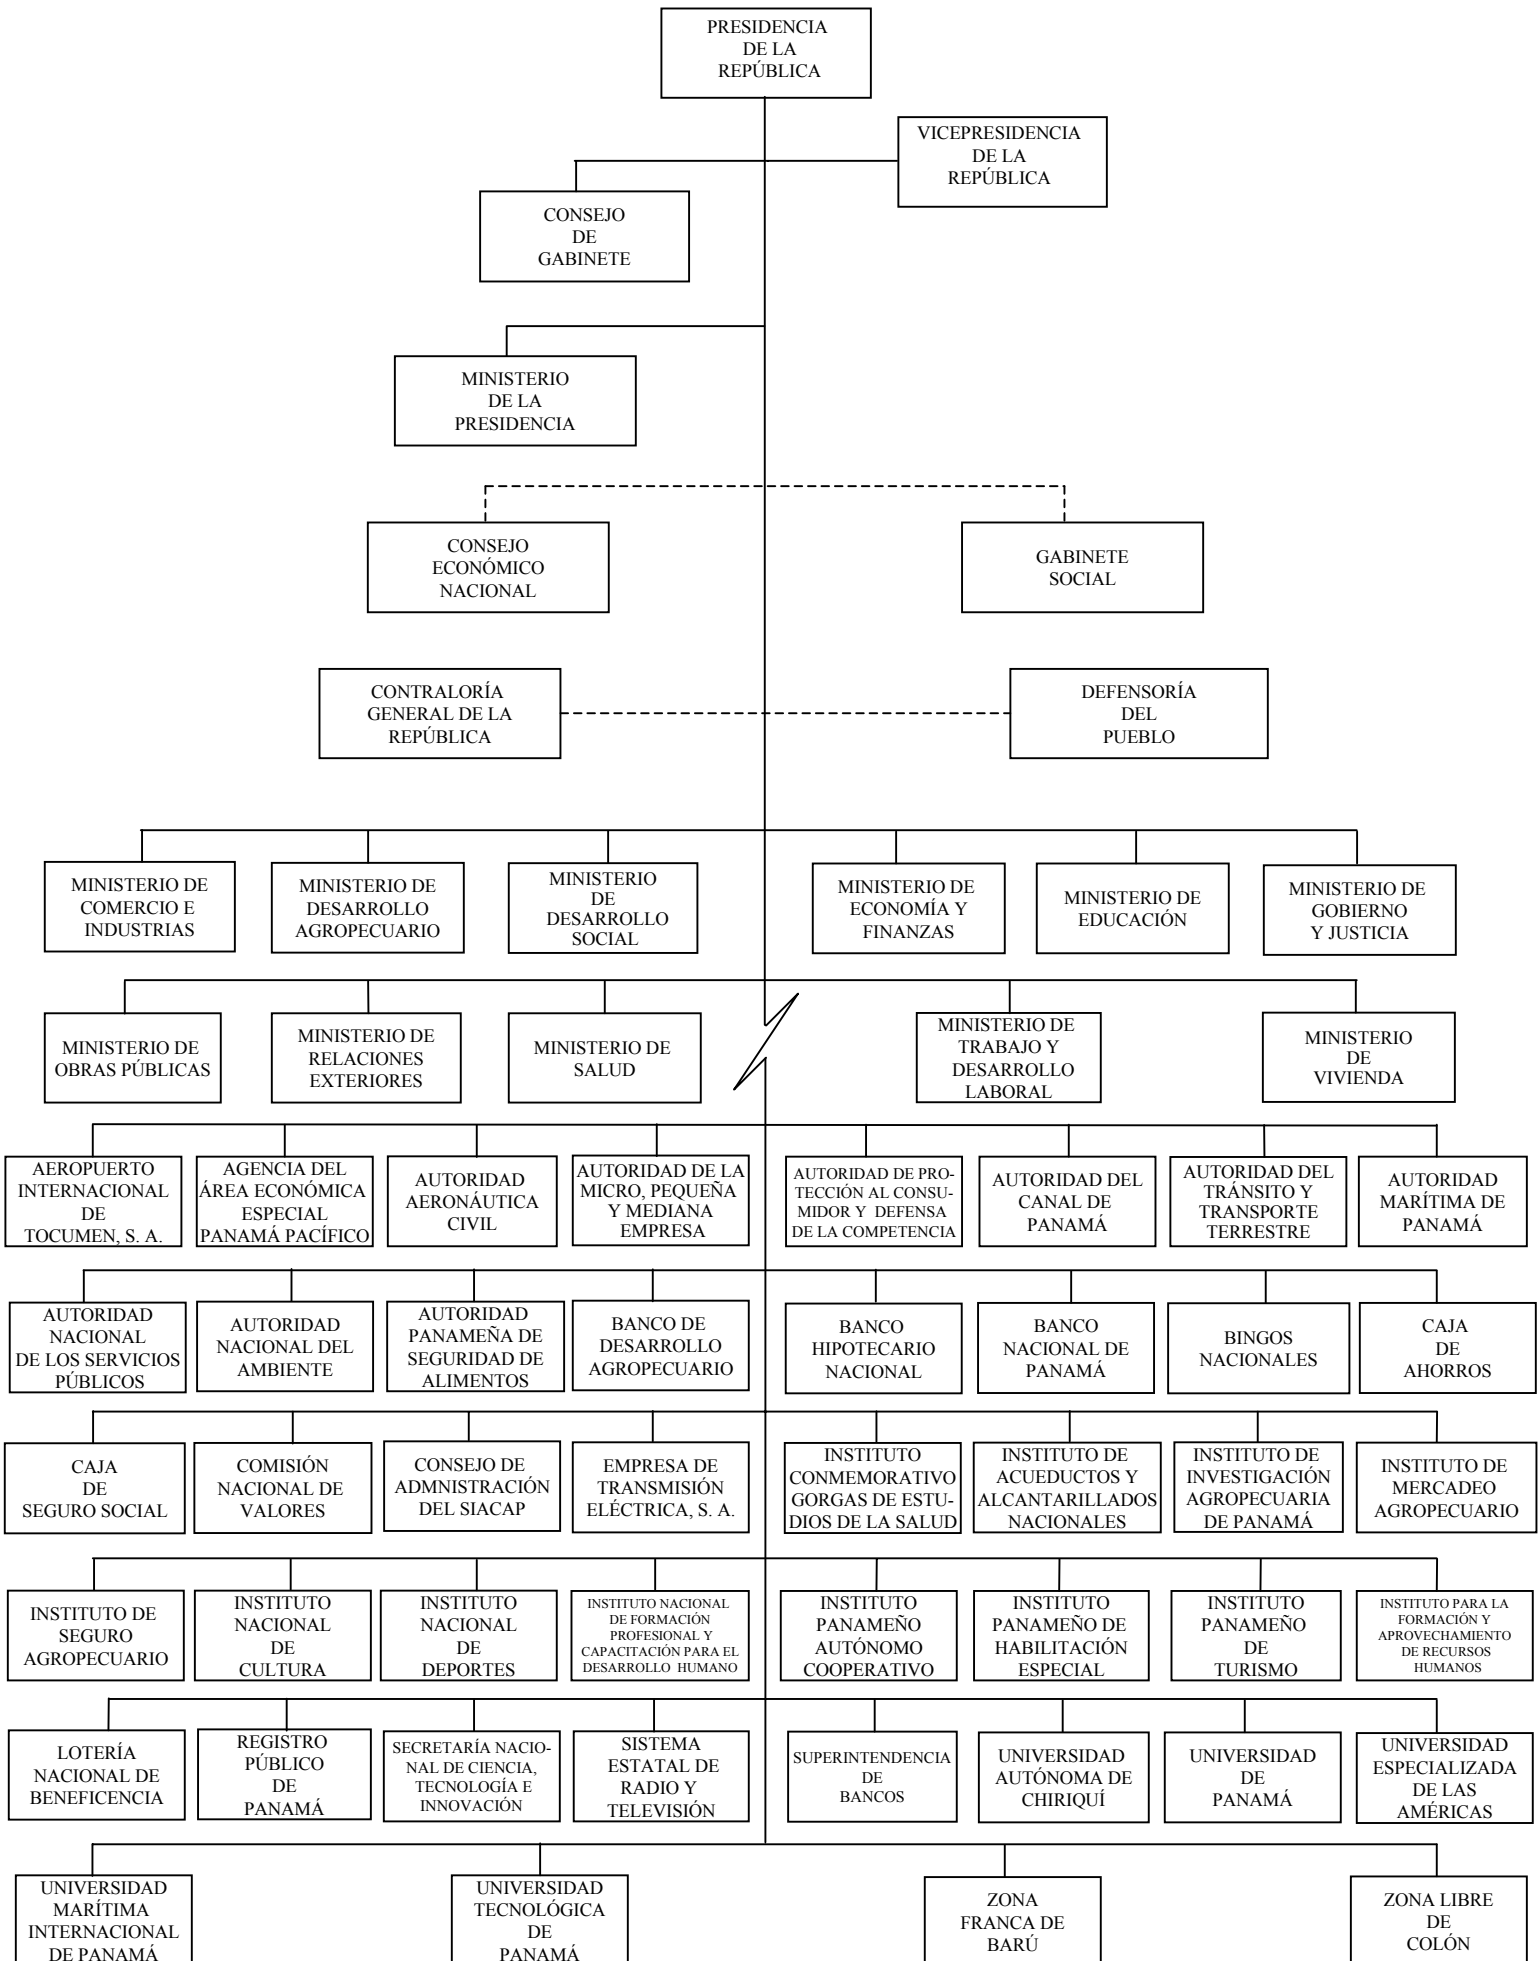 PRESIDENCIA
DE LA
REPÚBLICA
VICEPRESIDENCIA
DE LA
REPÚBLICA
CONSEJO
DE
GABINETE
MINISTERIO
DE LA
PRESIDENCIA
CONSEJO
ECONÓMICO
NACIONAL
GABINETE
SOCIAL
CONTRALORÍA
GENERAL DE LA
REPÚBLICA
DEFENSORÍA
DEL
PUEBLO
MINISTERIO DE
COMERCIO E
INDUSTRIAS
MINISTERIO DE
DESARROLLO
AGROPECUARIO
MINISTERIO
DE
DESARROLLO
SOCIAL
MINISTERIO DE
ECONOMÍA Y
FINANZAS
MINISTERIO DE
EDUCACIÓN
MINISTERIO DE
GOBIERNO
Y JUSTICIA
MINISTERIO DE
OBRAS PÚBLICAS
MINISTERIO DE
RELACIONES
EXTERIORES
MINISTERIO DE
SALUD
MINISTERIO DE
TRABAJO Y
DESARROLLO
LABORAL
MINISTERIO
DE
VIVIENDA
AEROPUERTO
INTERNACIONAL
DE
TOCUMEN, S. A.
AGENCIA DEL
ÁREA ECONÓMICA
ESPECIAL
PANAMÁ PACÍFICO
AUTORIDAD
AERONÁUTICA
CIVIL
AUTORIDAD DE LA
MICRO, PEQUEÑA
Y MEDIANA
EMPRESA
AUTORIDAD DE PRO-
TECCIÓN AL CONSU-
MIDOR Y DEFENSA
DE LA COMPETENCIA
AUTORIDAD DEL
CANAL DE
PANAMÁ
AUTORIDAD DEL
TRÁNSITO Y
TRANSPORTE
TERRESTRE
AUTORIDAD
MARÍTIMA DE
PANAMÁ
AUTORIDAD
NACIONAL
DE LOS SERVICIOS
PÚBLICOS
AUTORIDAD
NACIONAL DEL
AMBIENTE
AUTORIDAD
PANAMEÑA DE
SEGURIDAD DE
ALIMENTOS
BANCO DE
DESARROLLO
AGROPECUARIO
BANCO
HIPOTECARIO
NACIONAL
BANCO
NACIONAL DE
PANAMÁ
BINGOS
NACIONALES
CAJA
DE
AHORROS
CAJA
DE
SEGURO SOCIAL
COMISIÓN
NACIONAL DE
VALORES
CONSEJO DE
ADMNISTRACIÓN
DEL SIACAP
EMPRESA DE
TRANSMISIÓN
ELÉCTRICA, S. A.
INSTITUTO
CONMEMORATIVO
GORGAS DE ESTU-
DIOS DE LA SALUD
INSTITUTO DE
ACUEDUCTOS Y
ALCANTARILLADOS
NACIONALES
INSTITUTO DE
INVESTIGACIÓN
AGROPECUARIA
DE PANAMÁ
INSTITUTO DE
MERCADEO
AGROPECUARIO
INSTITUTO DE
SEGURO
AGROPECUARIO
INSTITUTO
NACIONAL
DE
CULTURA
INSTITUTO
NACIONAL
DE
DEPORTES
INSTITUTO NACIONAL
DE FORMACIÓN
PROFESIONAL Y
CAPACITACIÓN PARA EL
DESARROLLO HUMANO
INSTITUTO
PANAMEÑO
AUTÓNOMO
COOPERATIVO
INSTITUTO
PANAMEÑO DE
HABILITACIÓN
ESPECIAL
INSTITUTO
PANAMEÑO
DE
TURISMO
INSTITUTO PARA LA
FORMACIÓN Y
APROVECHAMIENTO
DE RECURSOS
HUMANOS
LOTERÍA
NACIONAL DE
BENEFICENCIA
REGISTRO
PÚBLICO
DE
PANAMÁ
SECRETARÍA NACIO-
NAL DE CIENCIA,
TECNOLOGÍA E
INNOVACIÓN
SISTEMA
ESTATAL DE
RADIO Y
TELEVISIÓN
SUPERINTENDENCIA
DE
BANCOS
UNIVERSIDAD
AUTÓNOMA DE
CHIRIQUÍ
UNIVERSIDAD
DE
PANAMÁ
UNIVERSIDAD
ESPECIALIZADA
DE LAS
AMÉRICAS
UNIVERSIDAD
MARÍTIMA
INTERNACIONAL
DE PANAMÁ
UNIVERSIDAD
TECNOLÓGICA
DE
PANAMÁ
ZONA
FRANCA DE
BARÚ
ZONA LIBRE
DE
COLÓN